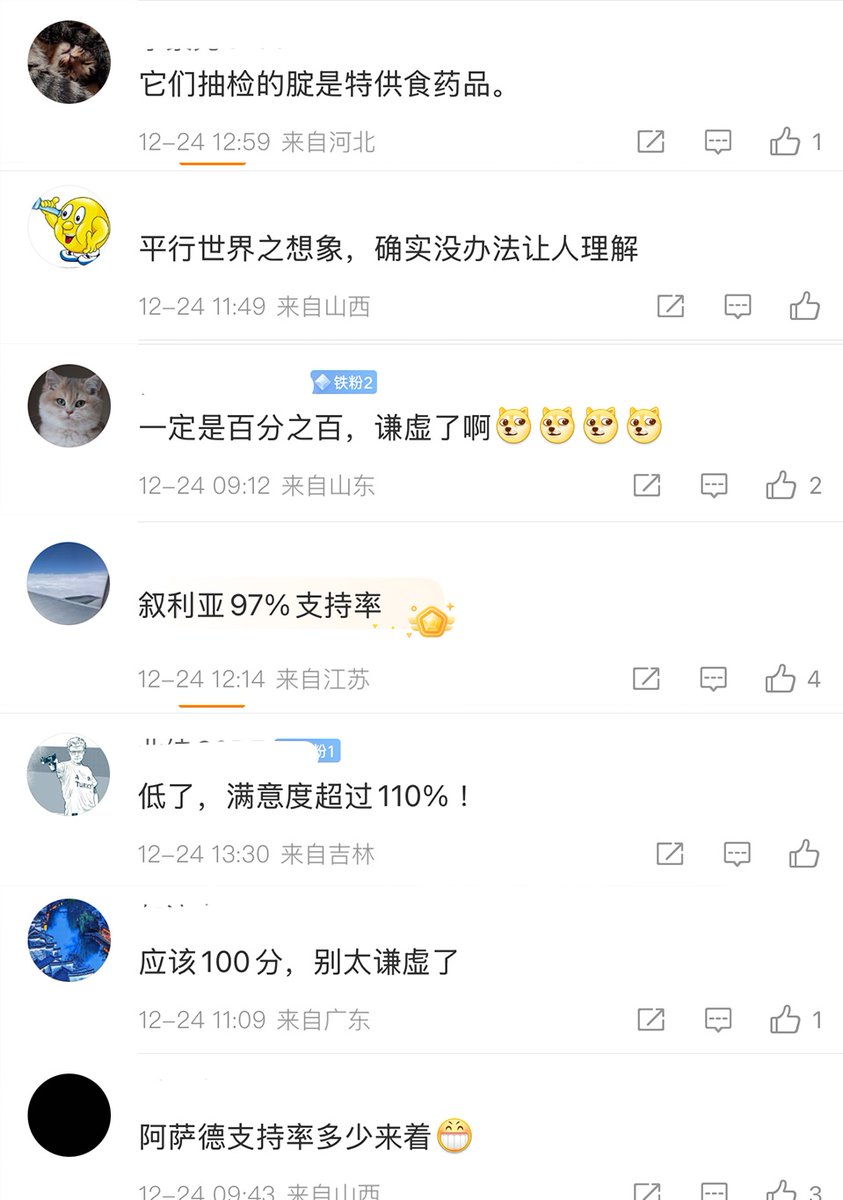 它们抽检的腚是特供食药品。
12-24 12:59 来自河北
1
平行世界之想象，确实没办法让人理解
12-24 11:49 来自山西
铁粉2
一定是百分之百，谦虚了啊
12-24 09:12 来自山东
2
叙利亚97%支持率
12-24 12:14 来自江苏
4
粉1
低了，满意度超过110%！
12-24 13:30 来自吉林
应该100分，别太谦虚了
12-24 11:09 来自广东
1
阿萨德支持率多少来着
12-24 09:43 来自山西
3